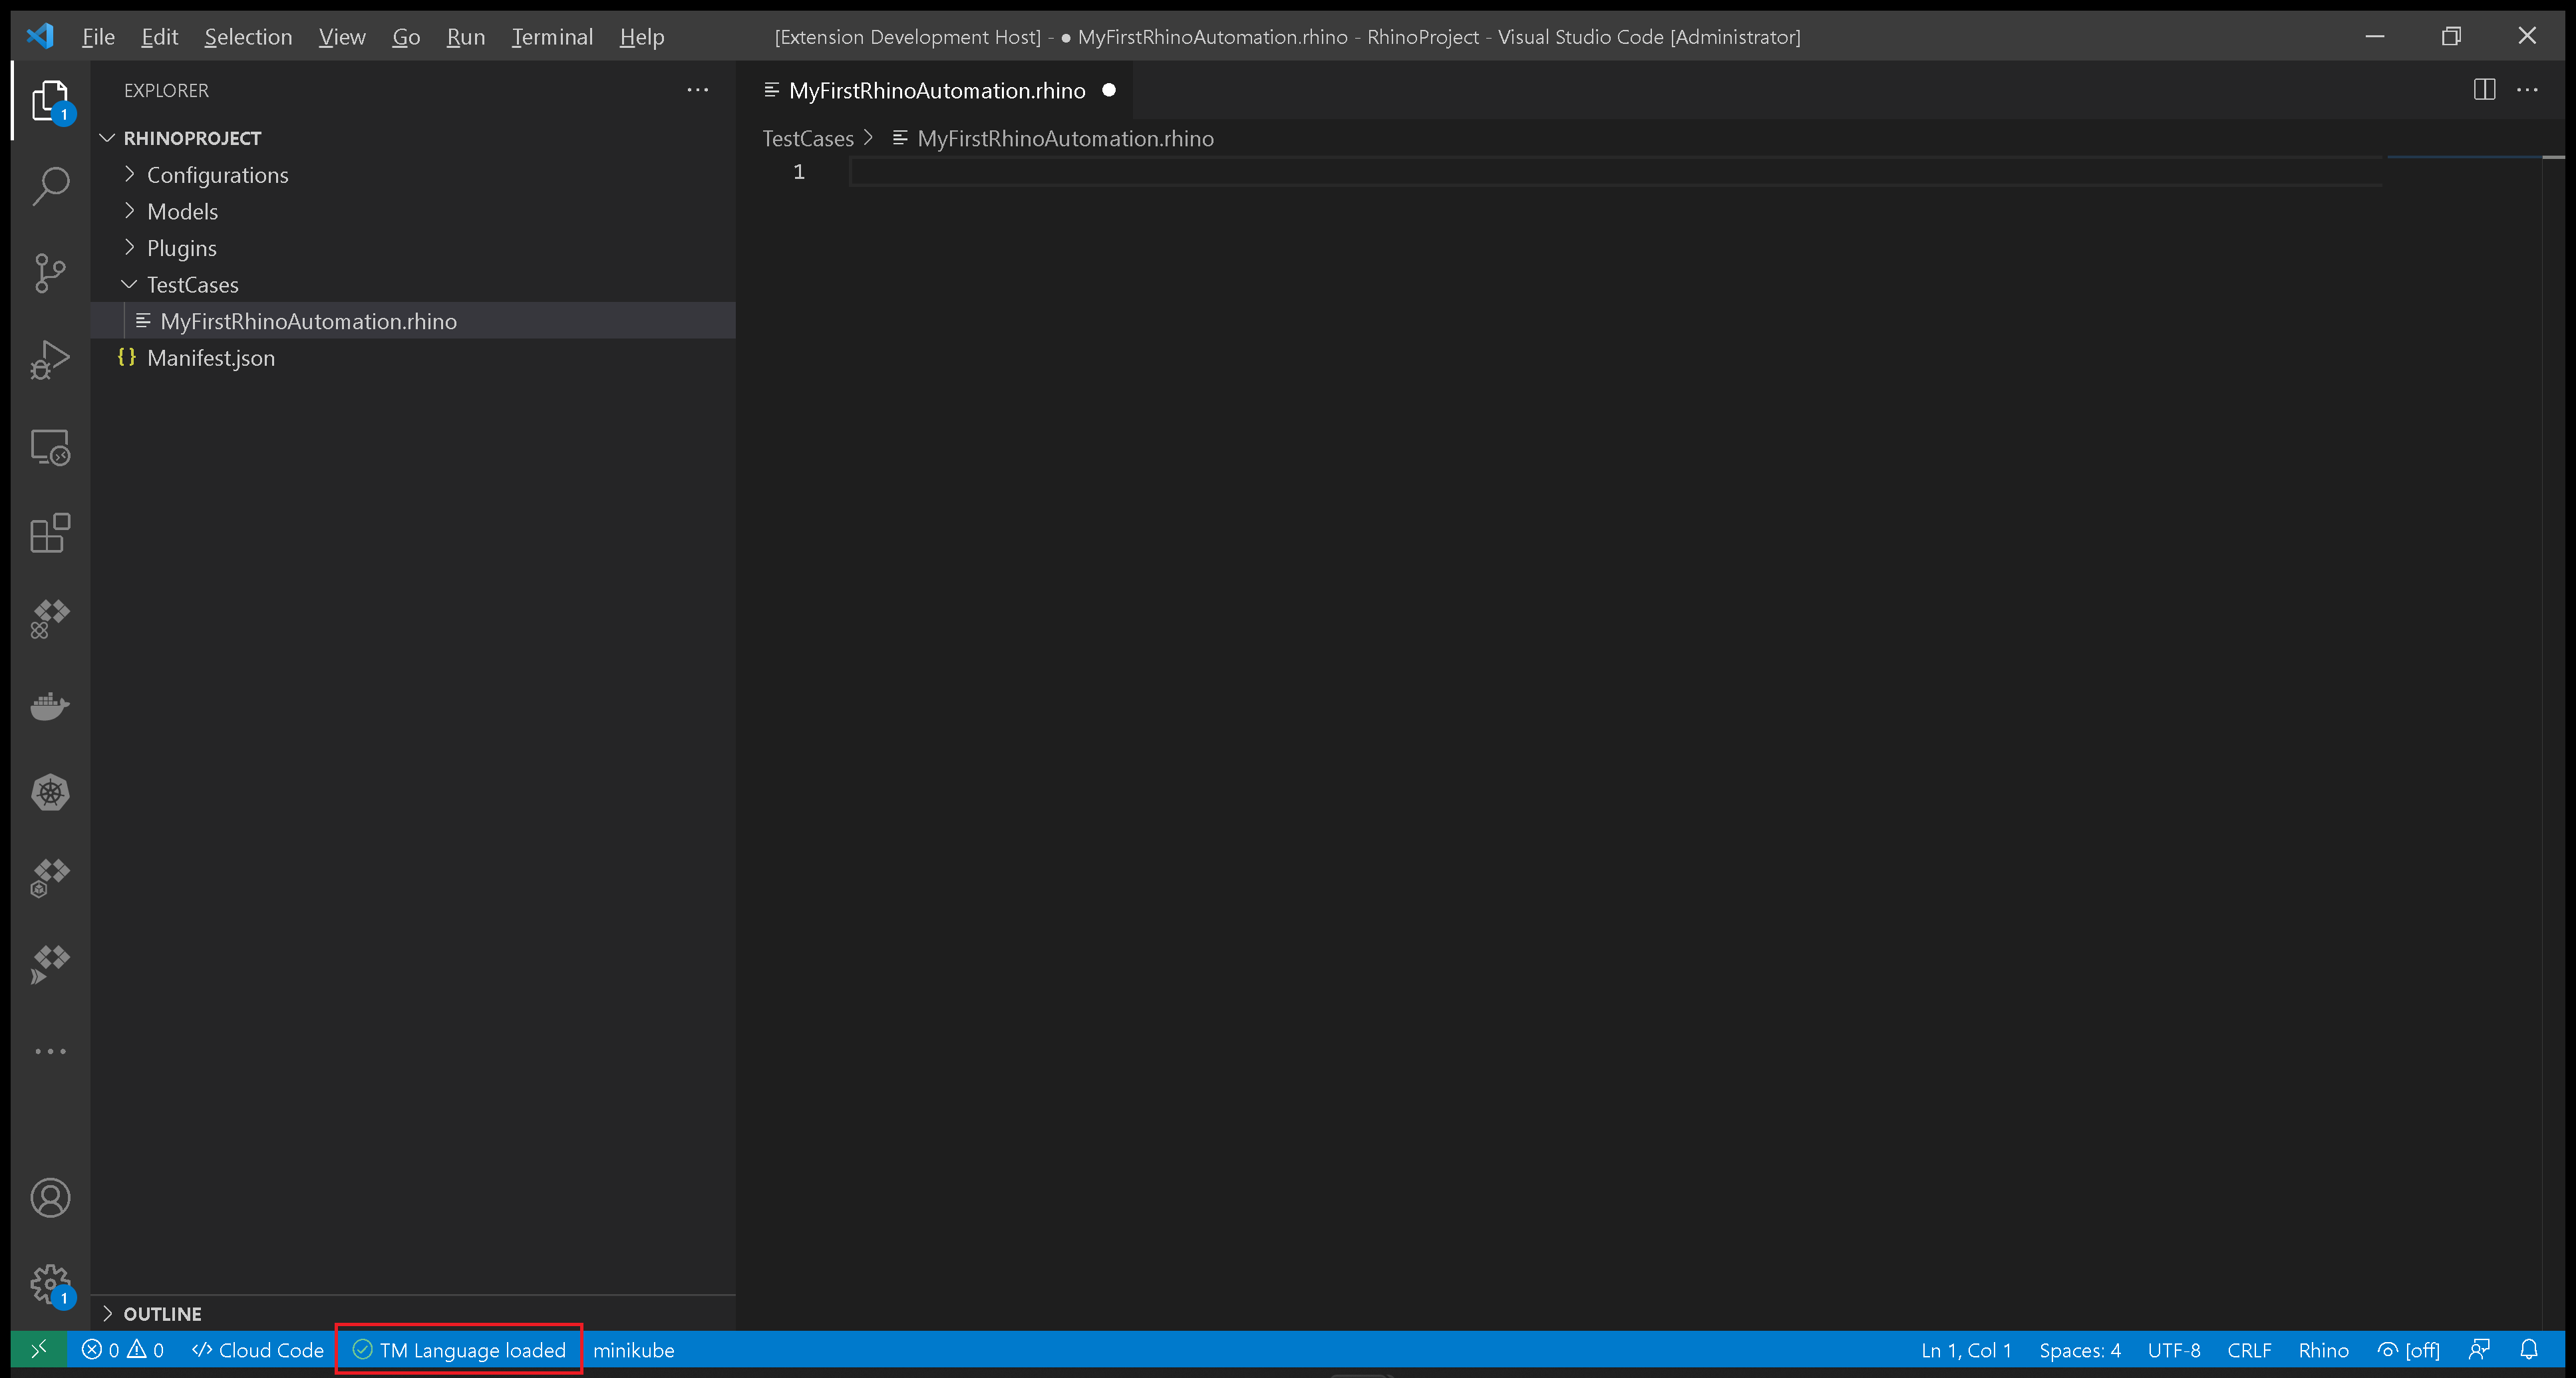 File Edit Selection View Go Run Terminal Help
[Extension Development Host] - ● MyFirstRhinoAutomation.rhino - RhinoProject - Visual Studio Code [Administrator]
EXPLORER
RHINOPROJECT
Configurations
Models
Plugins
TestCases
MyFirstRhinoAutomation.rhino
{} Manifest.json
OUTLINE
MyFirstRhinoAutomation.rhino
TestCases > MyFirstRhinoAutomation.rhino
1
1
1
0 0 Cloud Code TM Language loaded minikube
Ln 1, Col 1 Spaces: 4 UTF-8 CRLF Rhino [off]